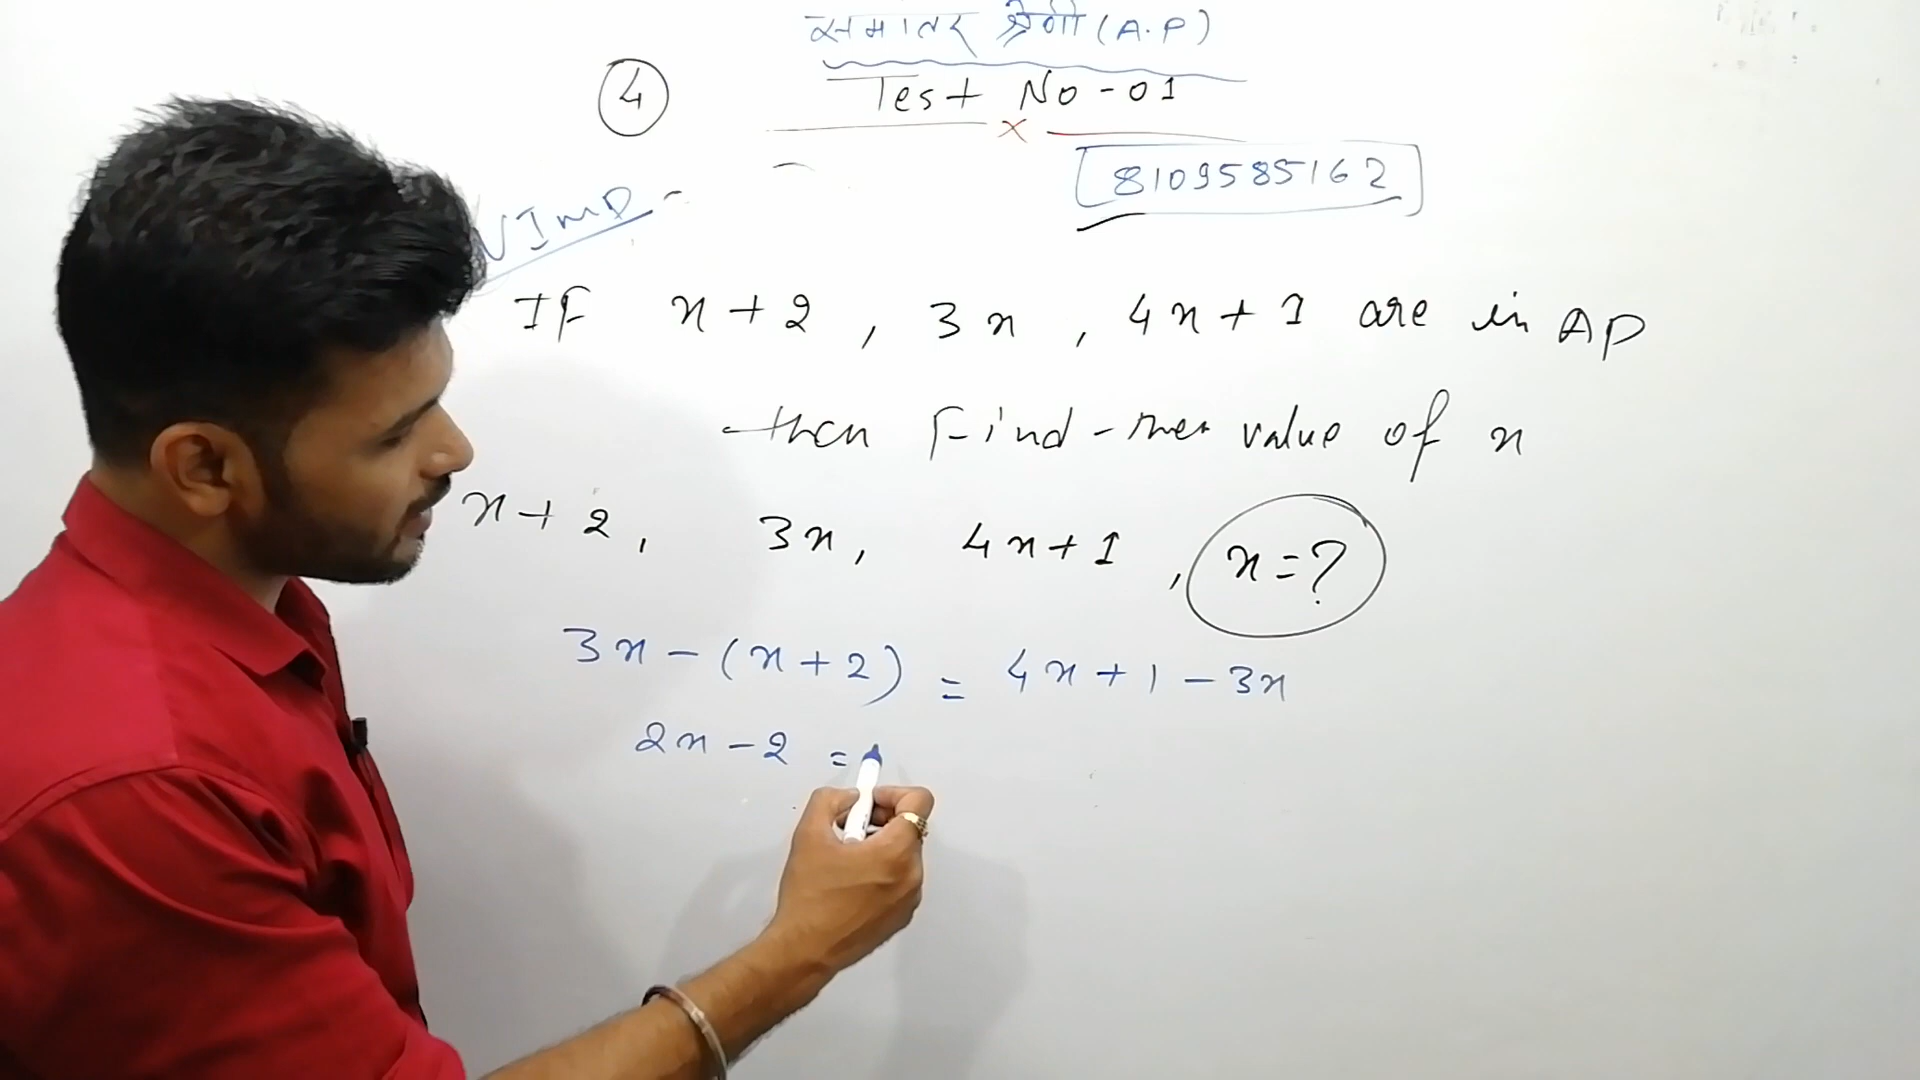 समांतर श्रेणी (A.P)
4
Test No-01
8109585162
VImp-
IF x+2, 3x, 4x+1 are in AP
then Find the value of x
x+2, 3x, 4x+1, x=?
3x-(x+2) = 4x+1-3x
2x-2 =